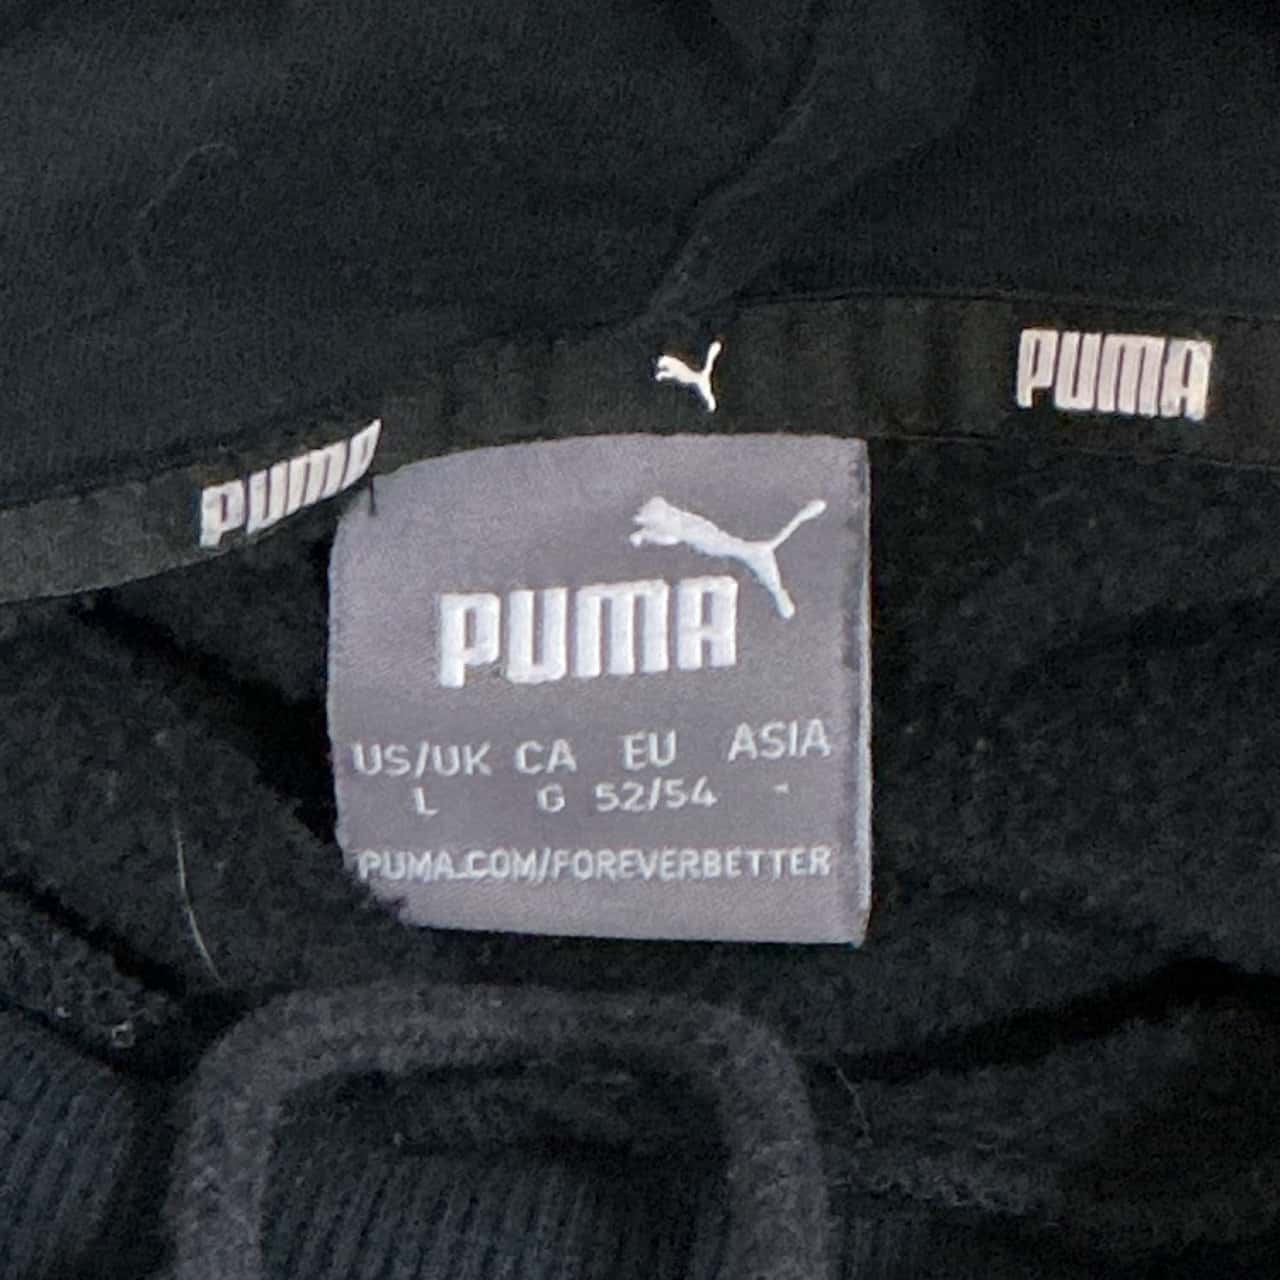 PUMA
PUMA
PUMA
US/UK CA EU ASIA
L G 52/54 -
PUMA.COM/FOREVERBETTER